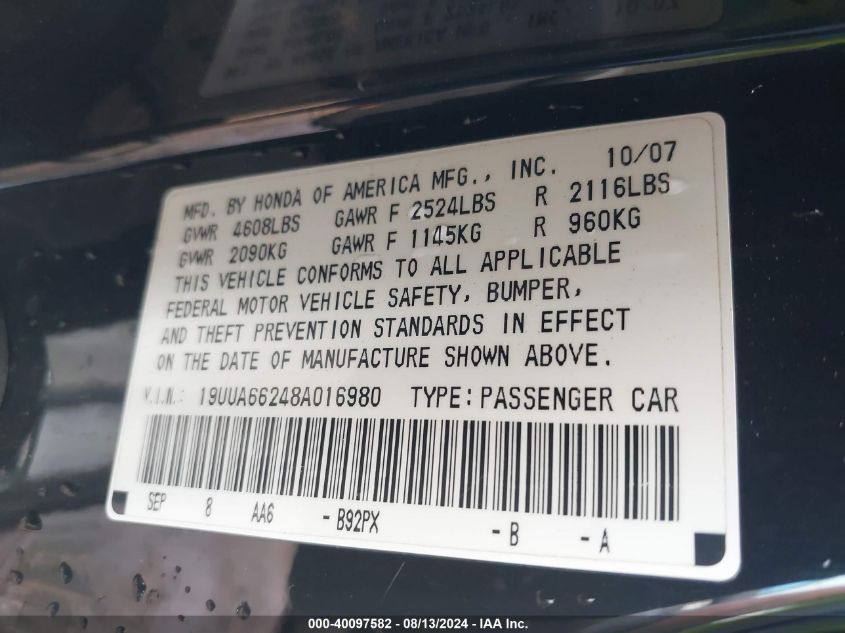 MFD. BY HONDA OF AMERICA MFG., INC. 10/07
GVWR 4608LBS GAWR F 2524LBS R 2116LBS
GVWR 2090KG GAWR F 1145KG R 960KG
THIS VEHICLE CONFORMS TO ALL APPLICABLE
FEDERAL MOTOR VEHICLE SAFETY, BUMPER,
AND THEFT PREVENTION STANDARDS IN EFFECT
ON THE DATE OF MANUFACTURE SHOWN ABOVE.
V.I.N.: 19UUA66248A016980 TYPE:PASSENGER CAR
SEP 8 AA6 - B92PX - B - A
000-40097582 - 08/13/2024 - IAA Inc.